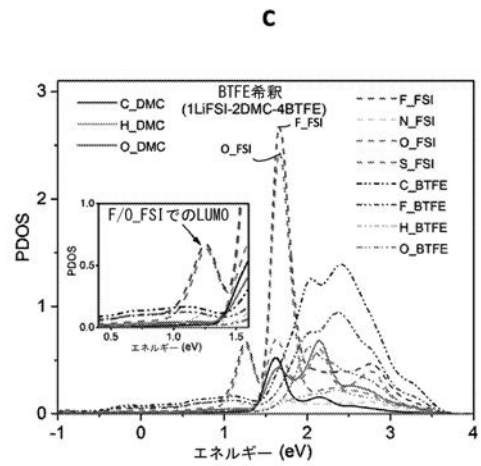 C
BTFE希釈
(1LiFSI-2DMC-4BTFE)
C_DMC
H_DMC
O_DMC
F_FSI
O_FSI
F_FSI
N_FSI
O_FSI
S_FSI
C_BTFE
F_BTFE
H_BTFE
O_BTFE
F/O_FSIでのLUMO
PDOS
1.0
0.5
0.0
1.0
1.5
エネルギー (eV)
PDOS
3
2
1
0
-1
0
1
2
3
4
エネルギー (eV)